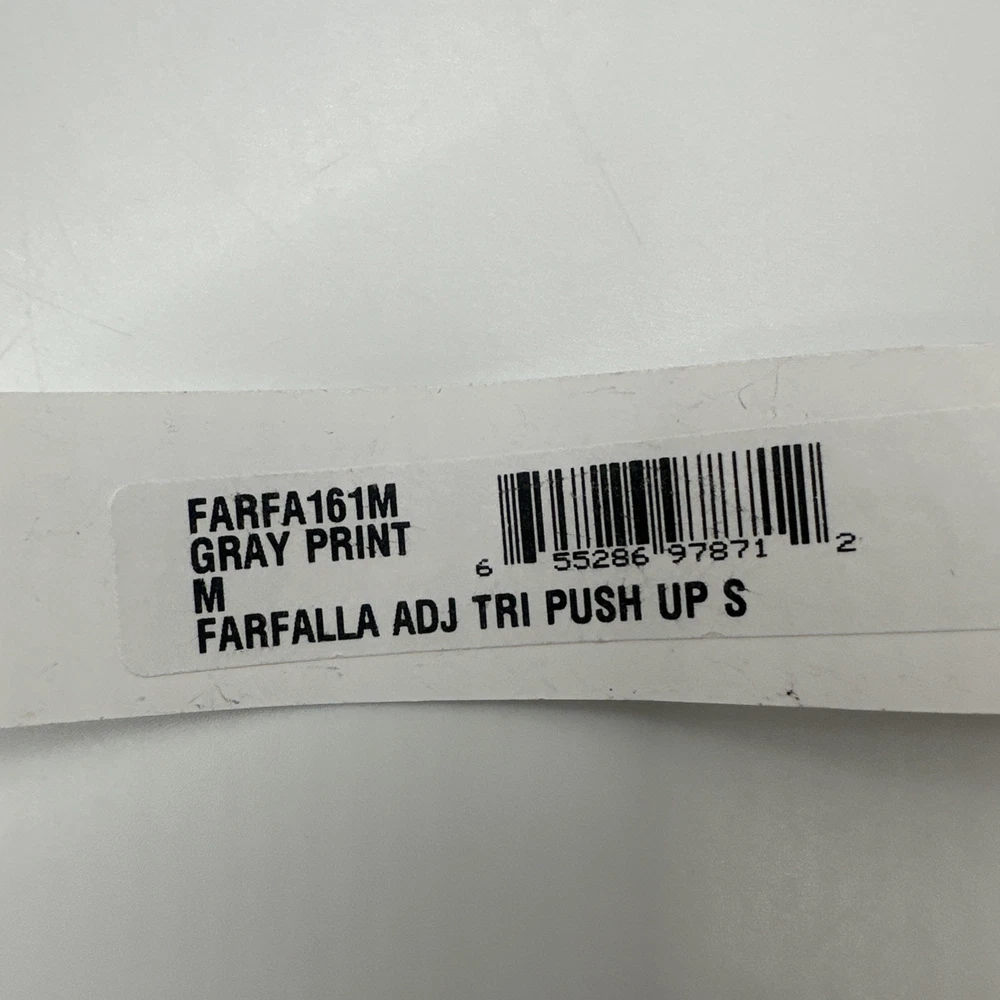 FARFA161M
GRAY PRINT
M
FARFALLA ADJ TRI PUSH UP S
6 55286 97871 2